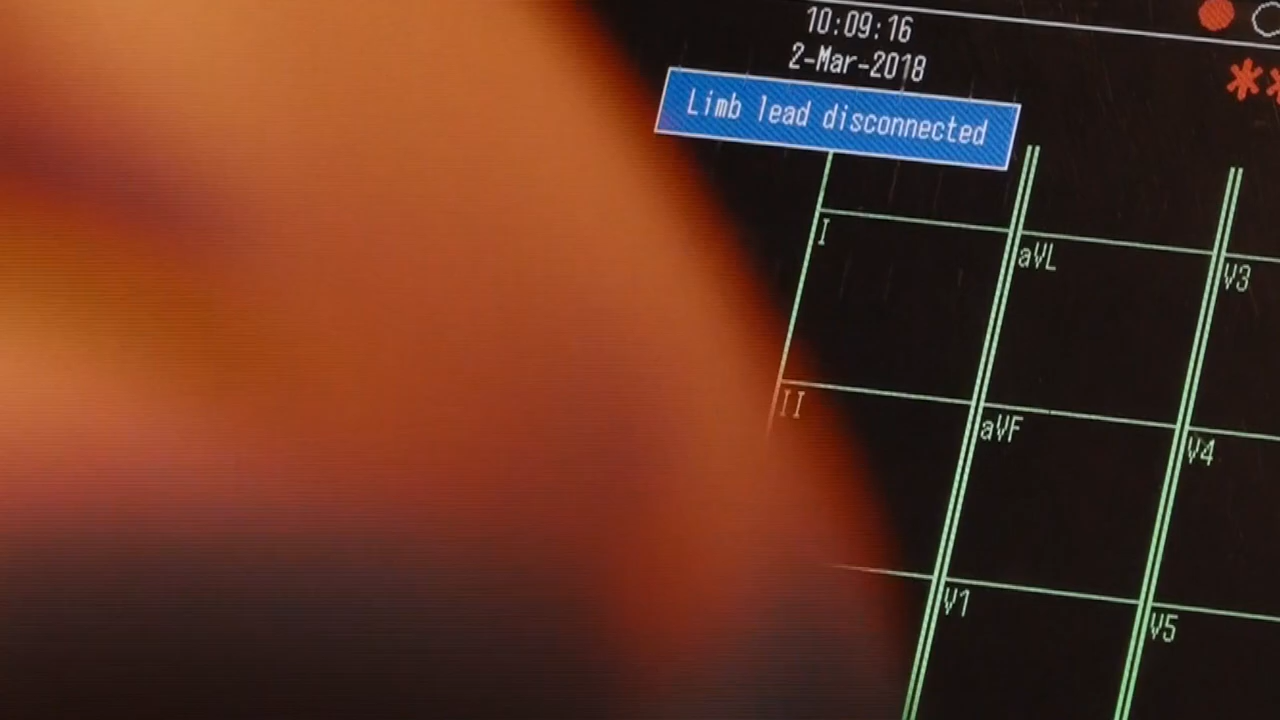 10:09:16
2-Mar-2018
Limb lead disconnected
I
aVL
V3
II
aVF
V4
V1
V5